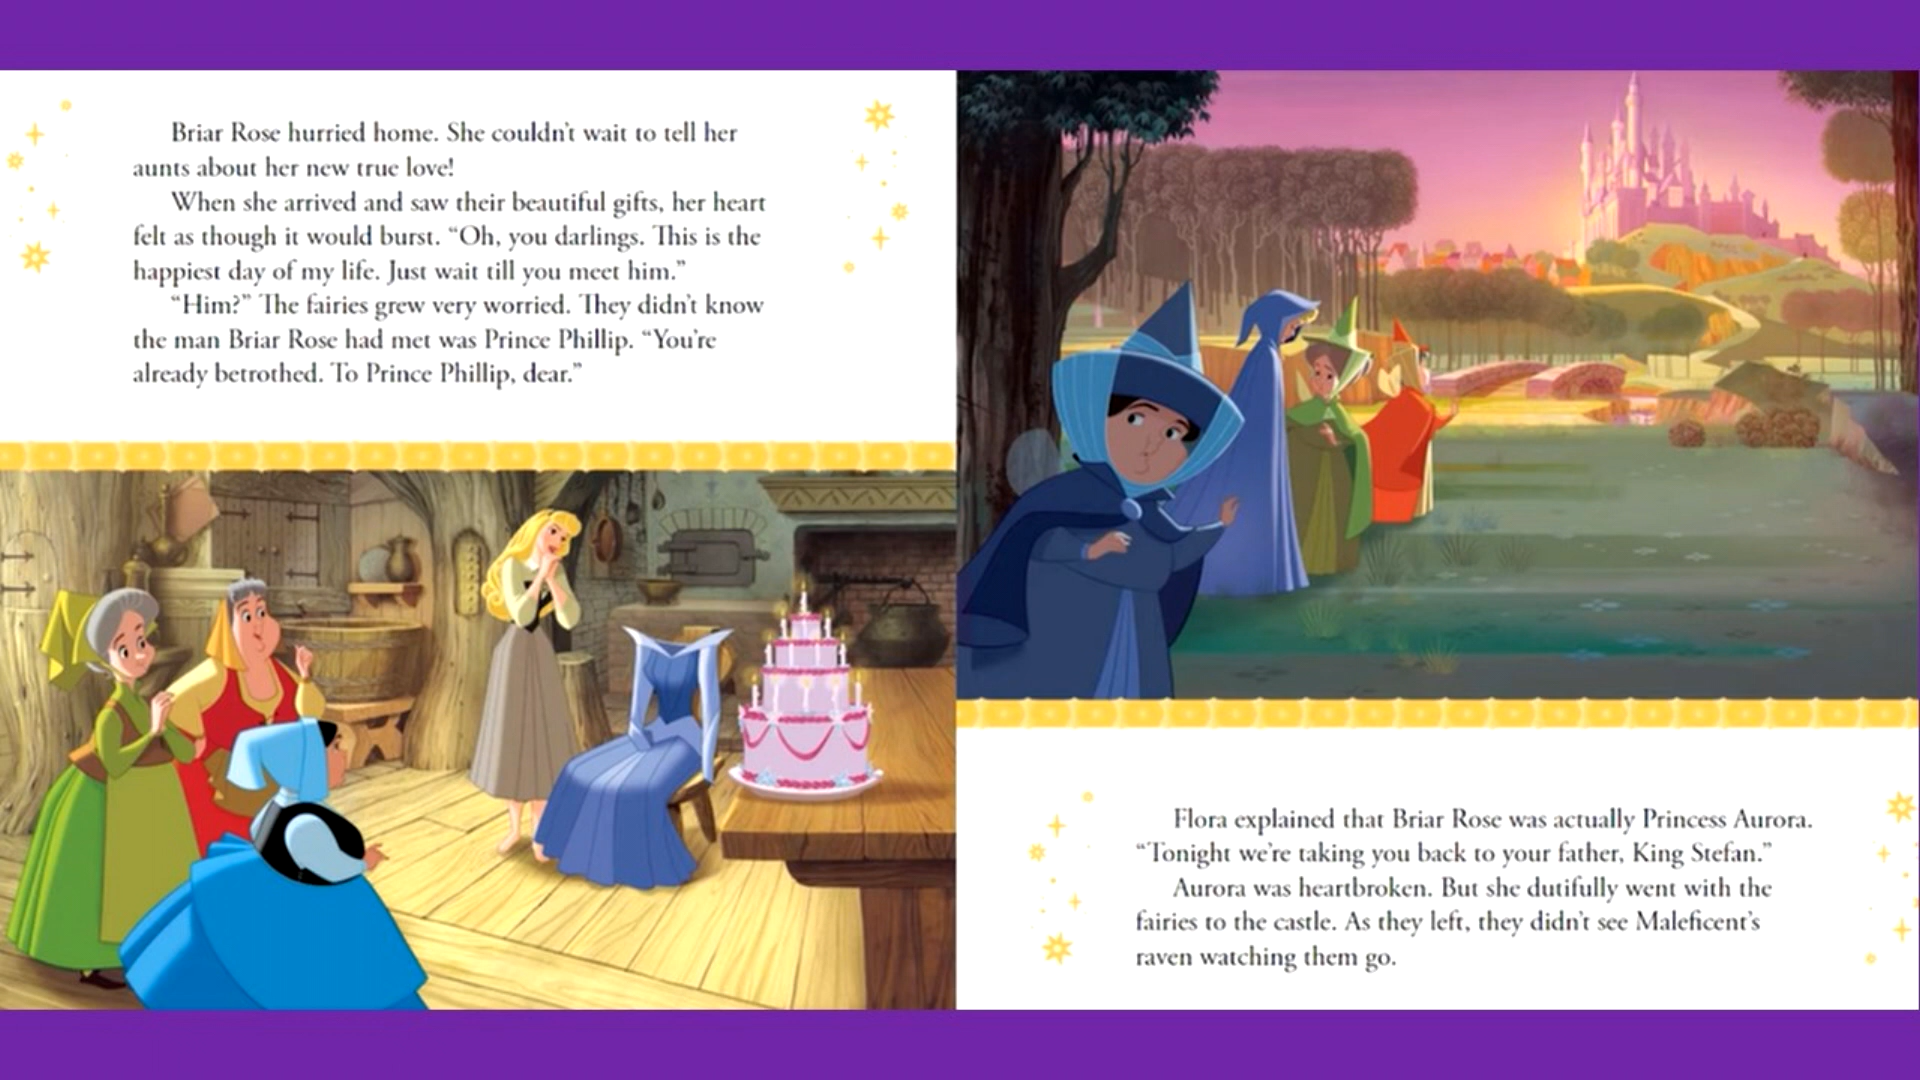 Briar Rose hurried home. She couldn't wait to tell her
aunts about her new true love!
When she arrived and saw their beautiful gifts, her heart
felt as though it would burst. “Oh, you darlings. This is the
happiest day of my life. Just wait till you meet him.”
“Him?” The fairies grew very worried. They didn't know
the man Briar Rose had met was Prince Phillip. “You're
already betrothed. To Prince Phillip, dear.”
Flora explained that Briar Rose was actually Princess Aurora.
“Tonight we're taking you back to your father, King Stefan.”
Aurora was heartbroken. But she dutifully went with the
fairies to the castle. As they left, they didn't see Maleficent's
raven watching them go.